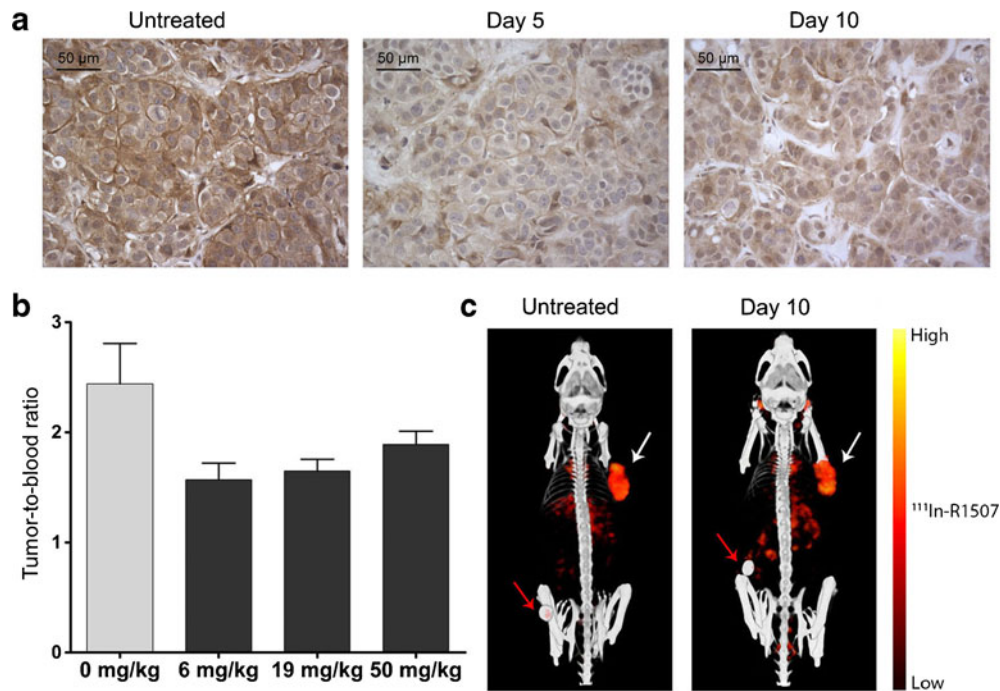 a
Untreated
Day 5
Day 10
50 µm
50 µm
50 µm
b
Tumor-to-blood ratio
3
2
1
0
0 mg/kg
6 mg/kg
19 mg/kg
50 mg/kg
c
Untreated
Day 10
High
¹¹¹In-R1507
Low